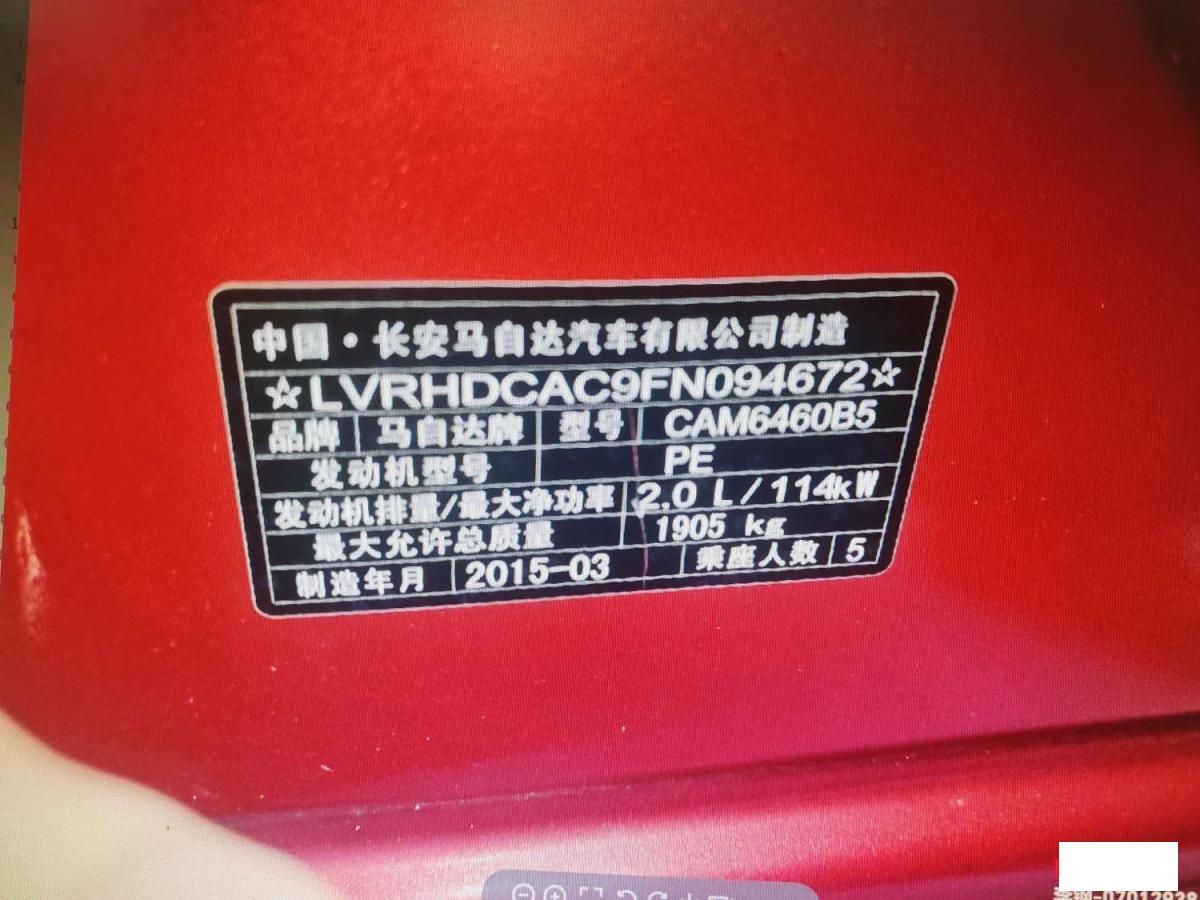 中国·长安马自达汽车有限公司制造
☆LVRHDCAC9FN094672☆
品牌 马自达牌 型号 CAM6460B5
发动机型号 PE
发动机排量/最大净功率 2.0 L/114kW
最大允许总质量 1905 kg
制造年月 2015-03 乘座人数 5